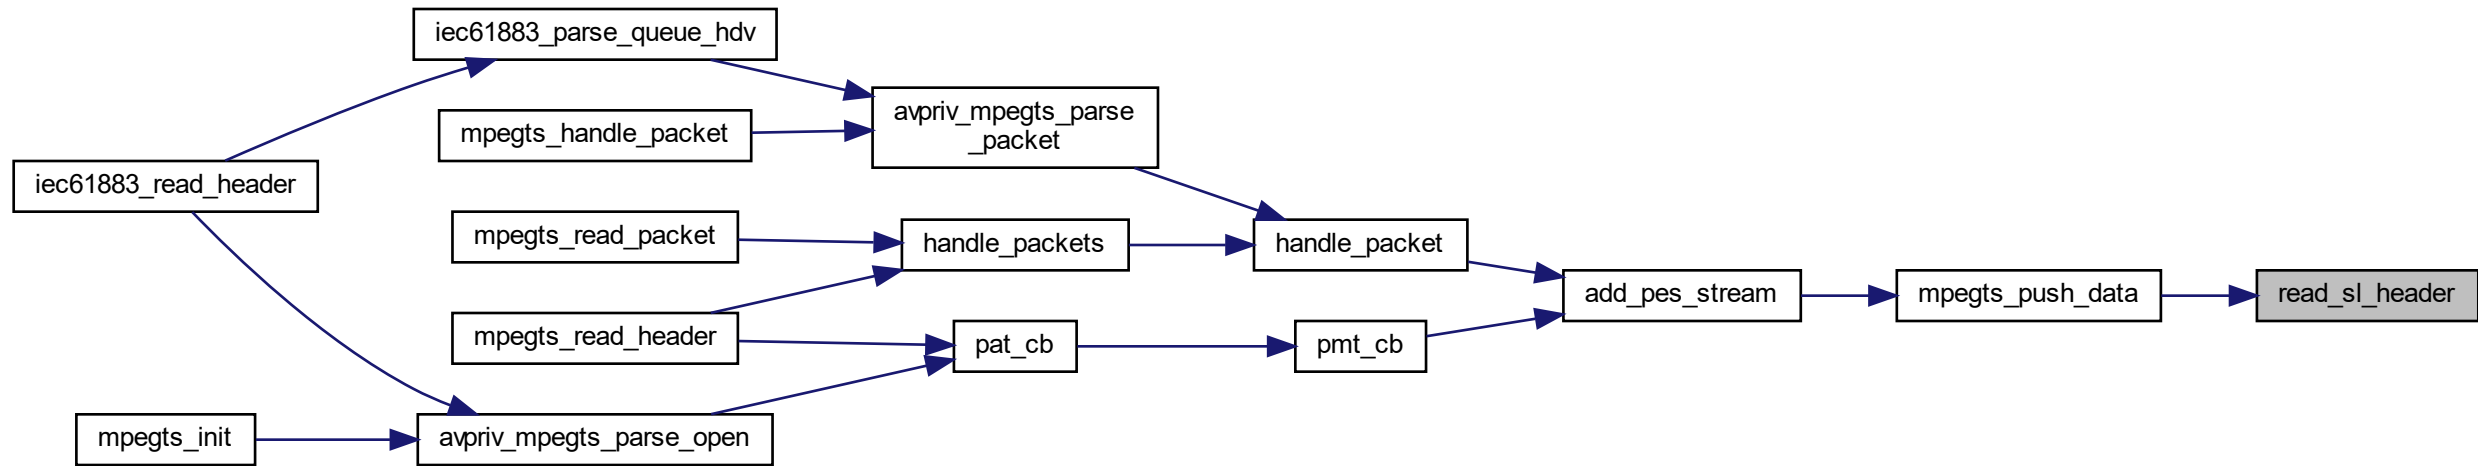 iec61883_parse_queue_hdv
avpriv_mpegts_parse
_packet
mpegts_handle_packet
iec61883_read_header
mpegts_read_packet
handle_packets
handle_packet
add_pes_stream
mpegts_push_data
read_sl_header
mpegts_read_header
pat_cb
pmt_cb
mpegts_init
avpriv_mpegts_parse_open